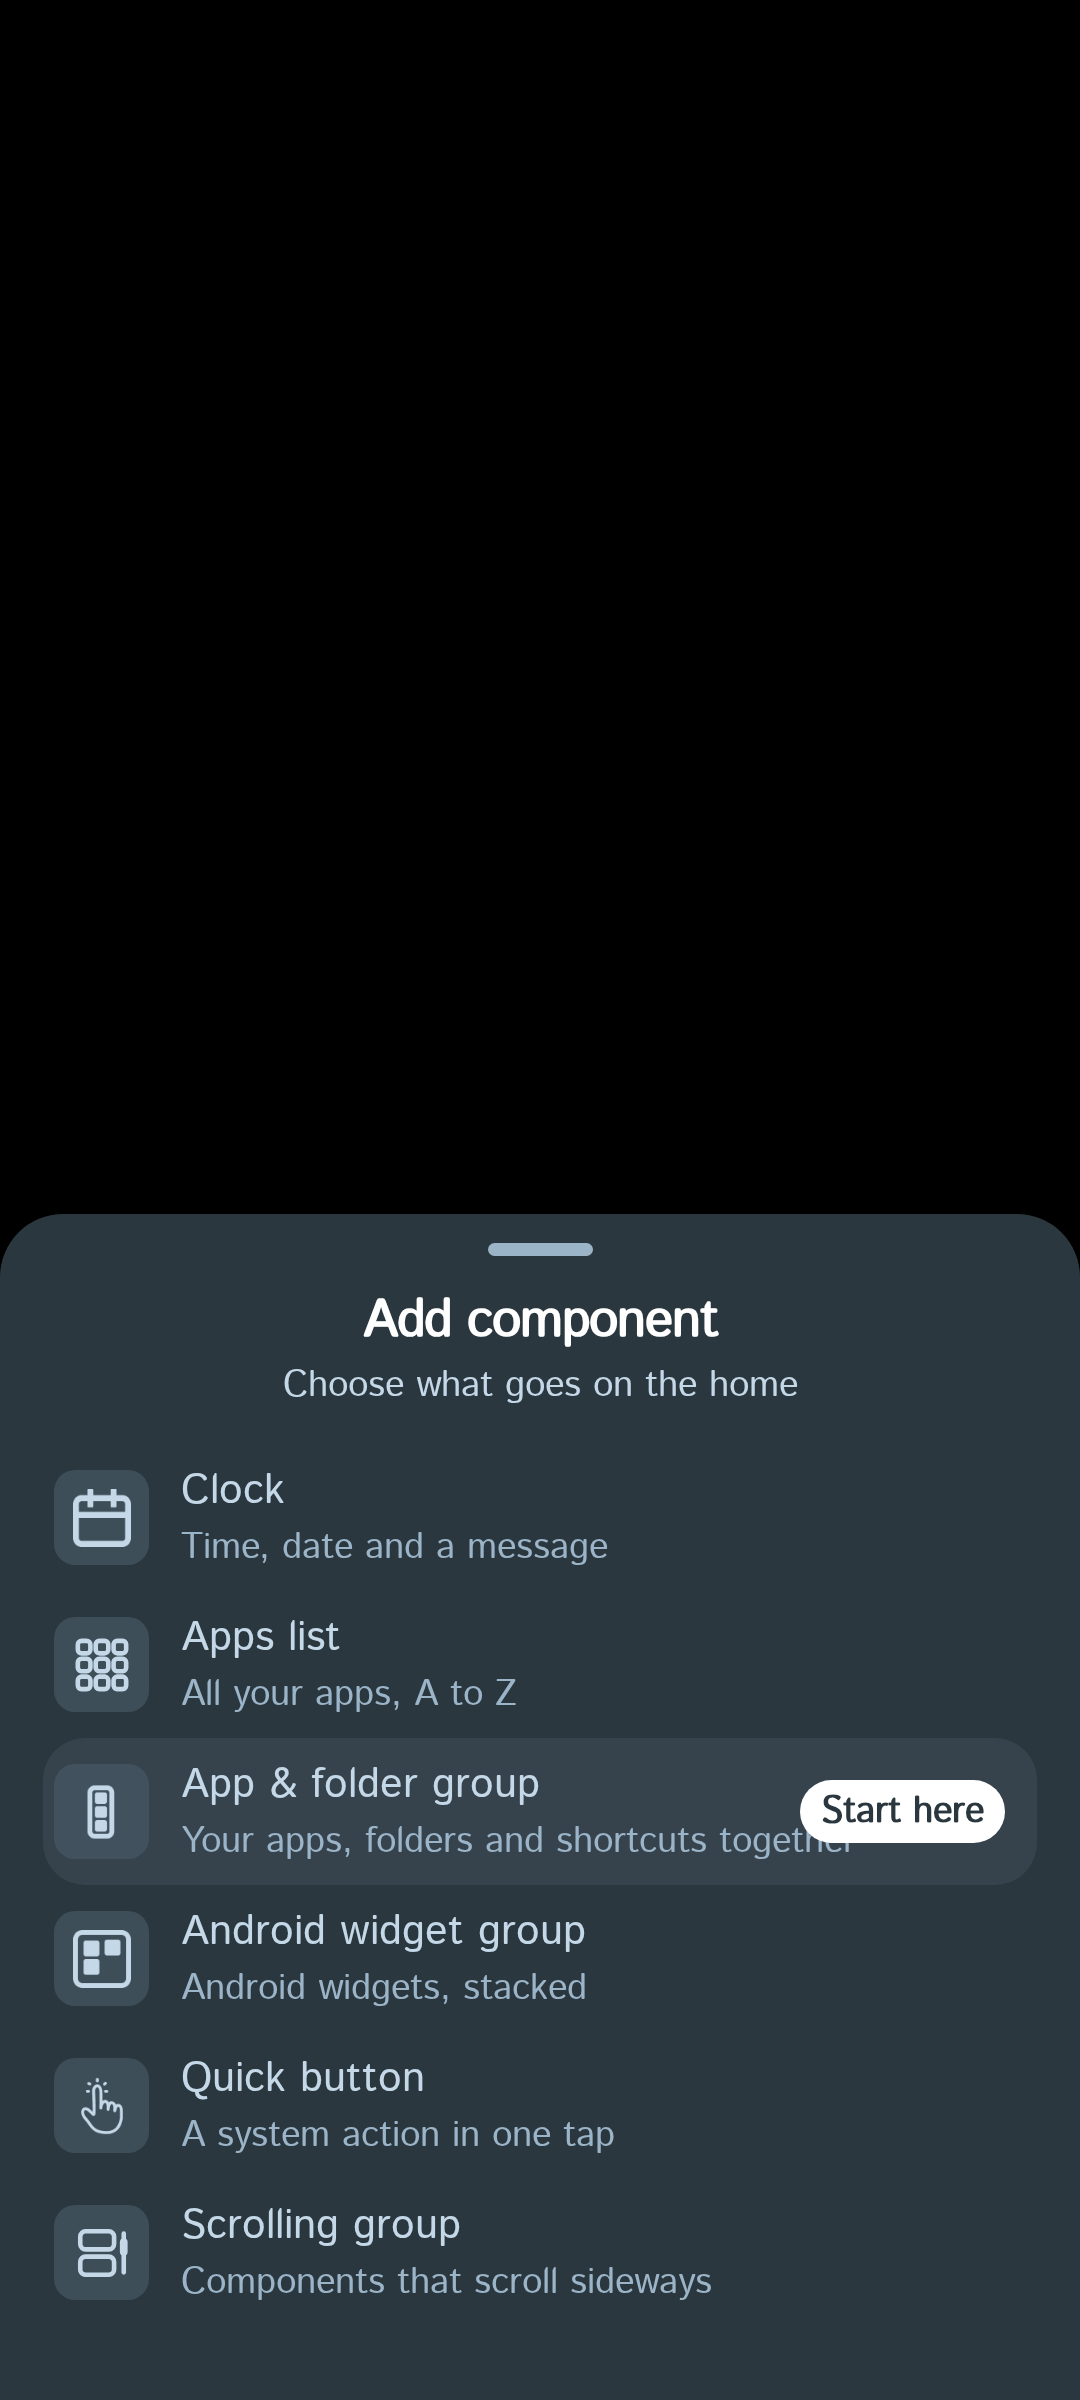 Add component
Choose what goes on the home
Clock
Time, date and a message
Apps list
All your apps, A to Z
App & folder group
Start here
Your apps, folders and shortcuts together
Android widget group
Android widgets, stacked
Quick button
A system action in one tap
Scrolling group
Components that scroll sideways